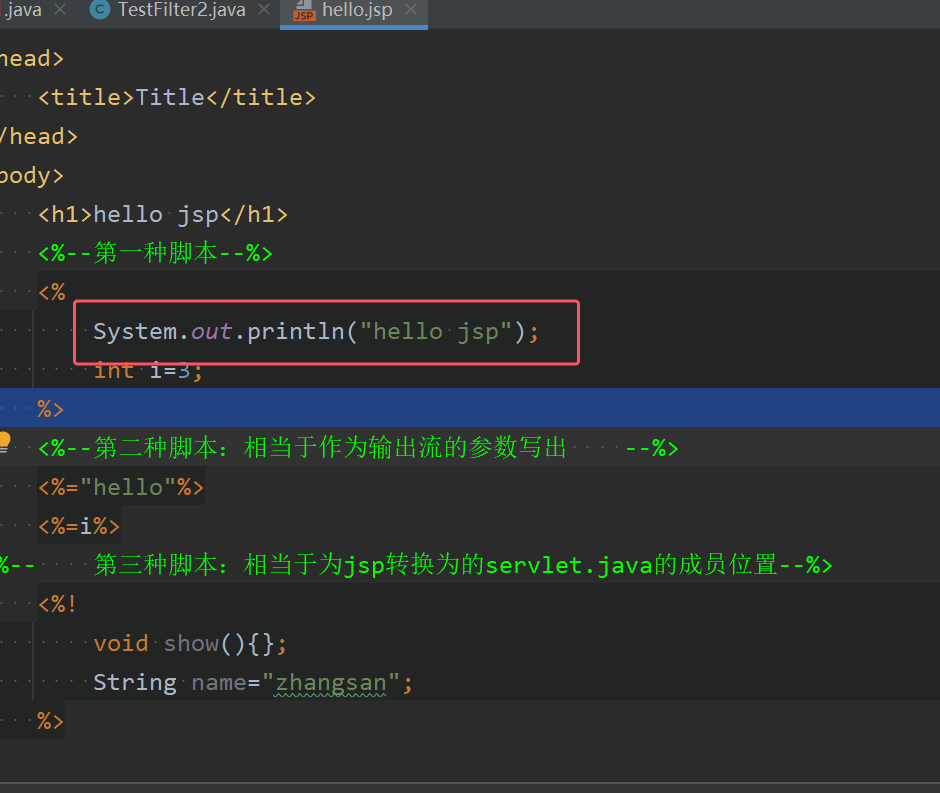 .java × TestFilter2.java × hello.jsp ×
head>
<title>Title</title>
/head>
body>
<h1>hello jsp</h1>
<%--第一种脚本--%>
<%
System.out.println("hello jsp");
int i=3;
%>
<%--第二种脚本：相当于作为输出流的参数写出    --%>
<%="hello"%>
<%=i%>
%--    第三种脚本：相当于为jsp转换为的servlet.java的成员位置--%>
<%!
void show(){};
String name="zhangsan";
%>